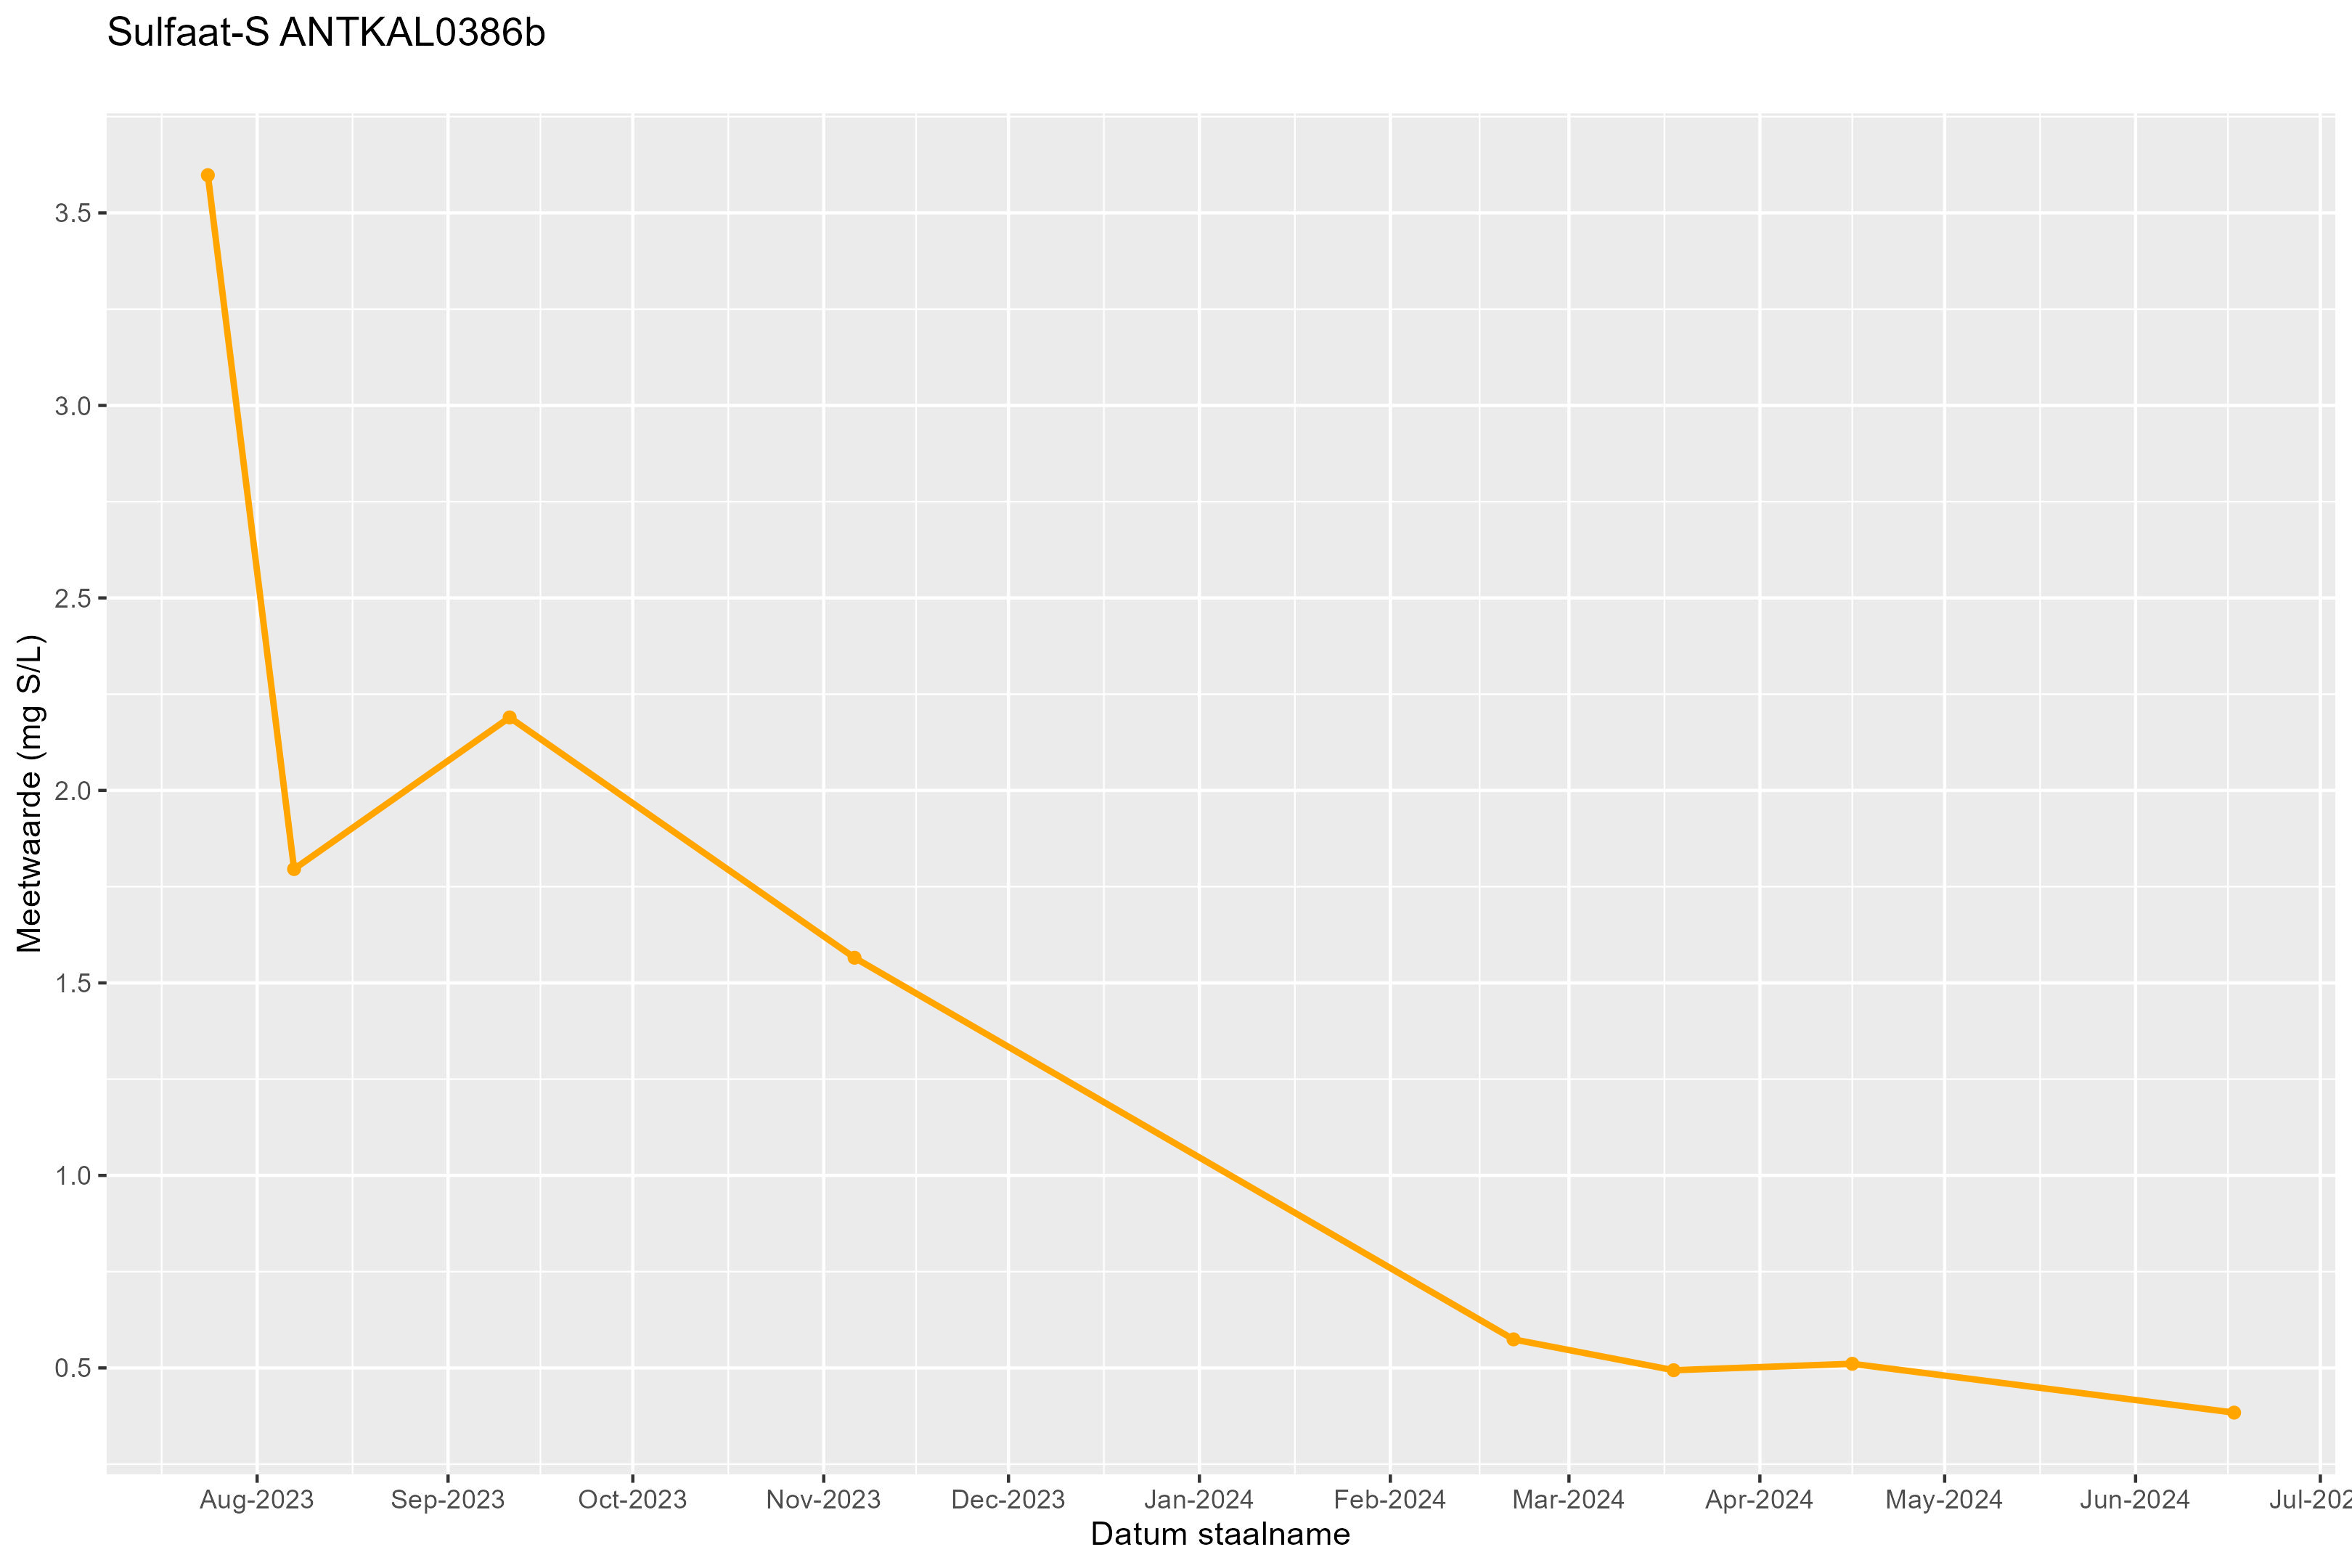 Sulfaat-S ANTKAL0386b
Meetwaarde (mg S/L)
3.5
3.0
2.5
2.0
1.5
1.0
0.5
Aug-2023 Sep-2023 Oct-2023 Nov-2023 Dec-2023 Jan-2024 Feb-2024 Mar-2024 Apr-2024 May-2024 Jun-2024 Jul-202
Datum staalname